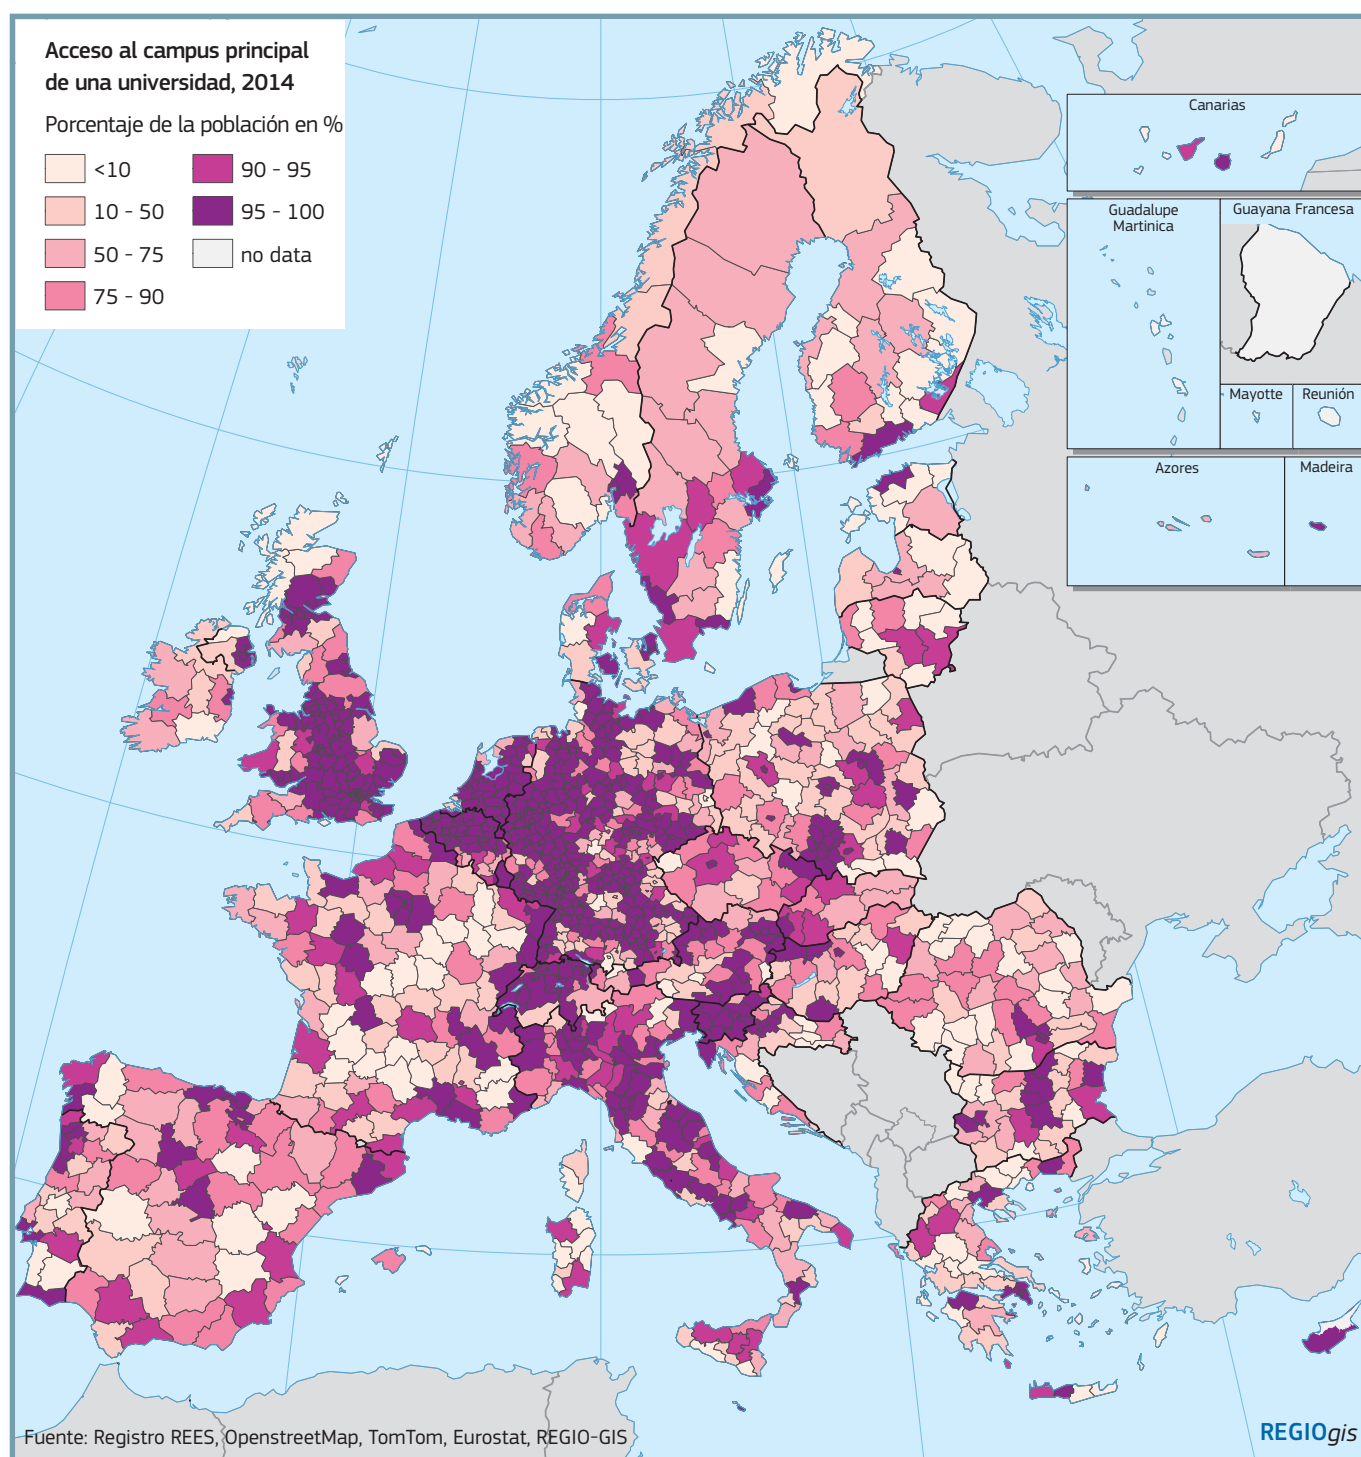 Acceso al campus principal
de una universidad, 2014
Porcentaje de la población en %
<10
10 - 50
50 - 75
75 - 90
90 - 95
95 - 100
no data
Canarias
Guadalupe
Martinica
Guayana Francesa
Mayotte
Reunión
Azores
Madeira
Fuente: Registro REES, OpenstreetMap, TomTom, Eurostat, REGIO-GIS
REGIOgis